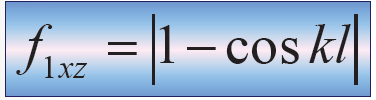 f₁ₓz = |1 − cos kl|